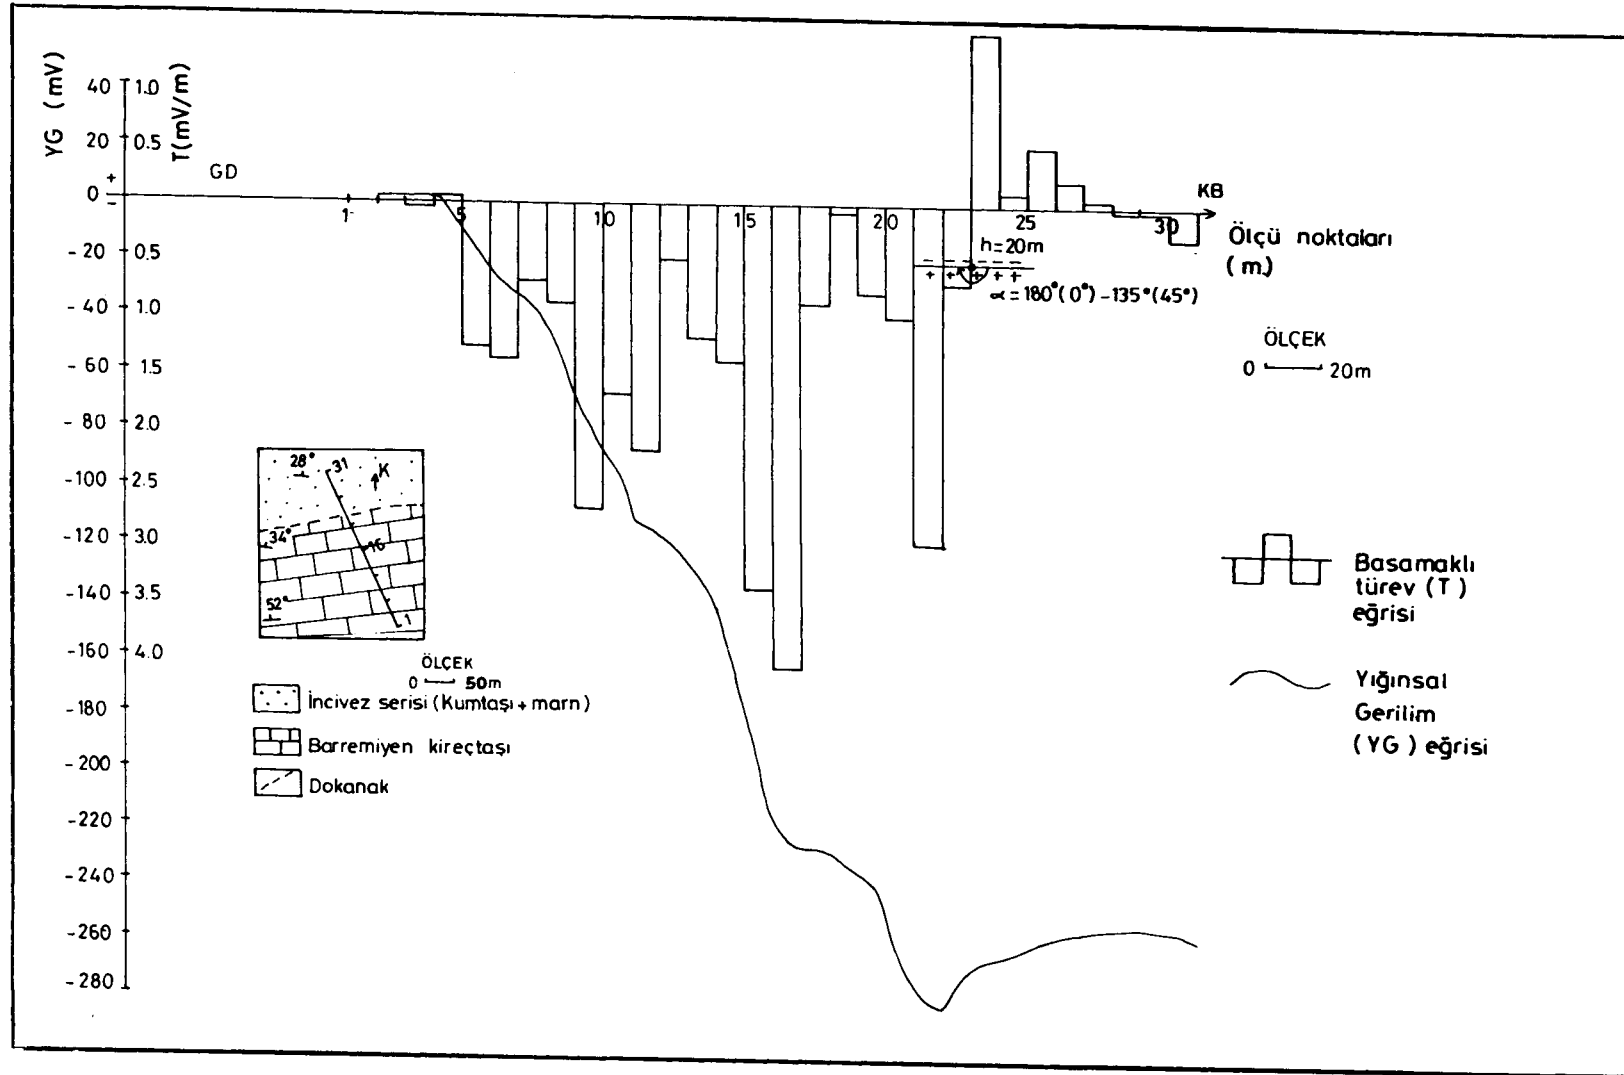 YG (mV)
T(mV/m)
40 1.0
20 0.5
+
0
-
- 20 0.5
- 40 1.0
- 60 1.5
- 80 2.0
-100 2.5
-120 3.0
-140 3.5
-160 4.0
-180
-200
-220
-240
-260
-280
GD
KB
1 5 10 15 20 25 30
Ölçü noktaları
(m)
h=20m
+ + + + +
∝=180°(0°)-135°(45°)
ÖLÇEK
0 20m
28° 31 K
34° 16
52° 1
ÖLÇEK
0 50m
İncivez serisi (Kumtaşı + marn)
Barremiyen kireçtaşı
Dokanak
Basamaklı
türev (T)
eğrisi
Yığınsal
Gerilim
(YG) eğrisi